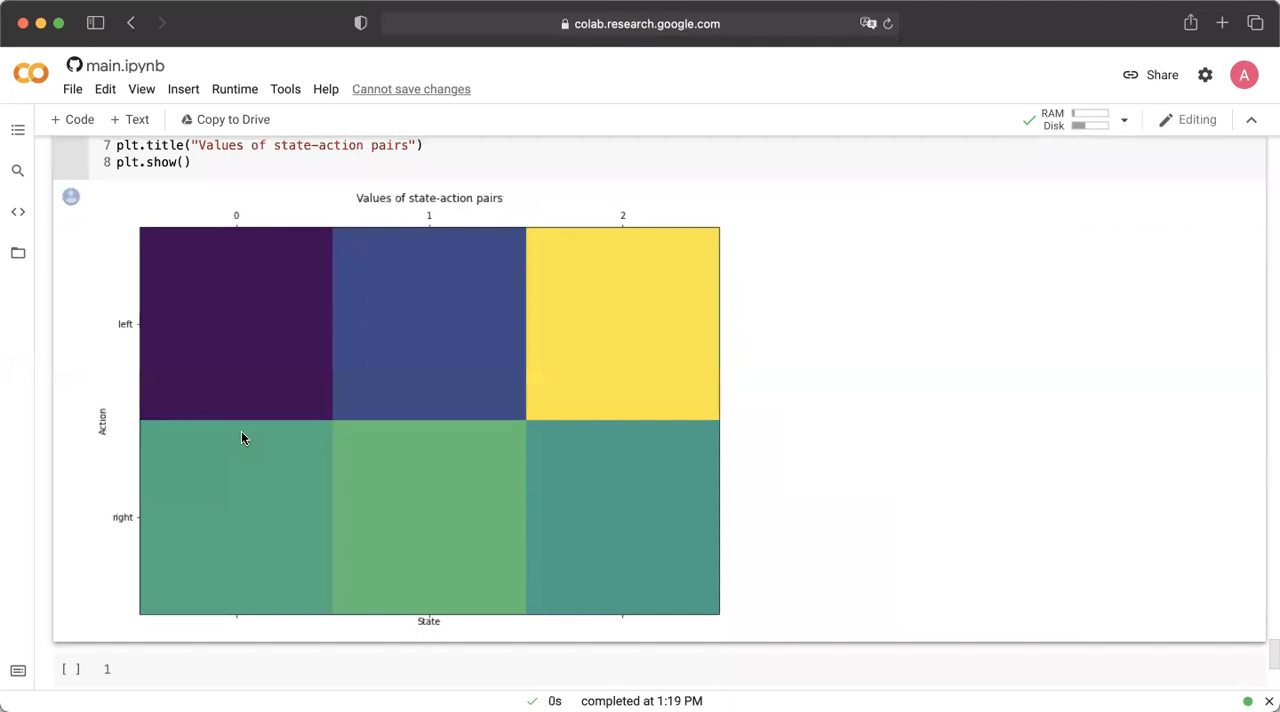 colab.research.google.com
main.ipynb
File Edit View Insert Runtime Tools Help Cannot save changes
Share
A
+ Code + Text Copy to Drive
RAM
Disk
Editing
7 plt.title("Values of state-action pairs")
8 plt.show()
Values of state-action pairs
0 1 2
left
Action
right
State
[ ] 1
0s completed at 1:19 PM